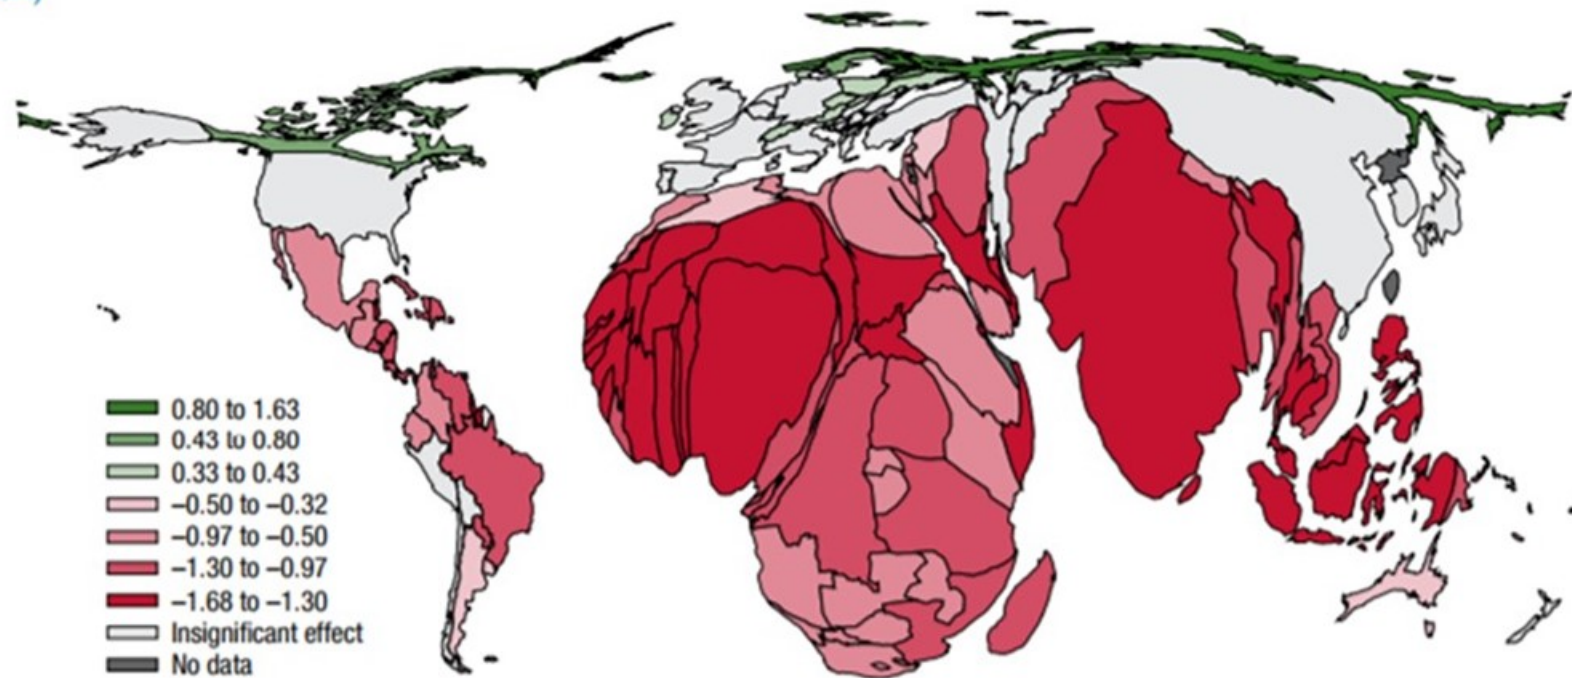 0.80 to 1.63
0.43 to 0.80
0.33 to 0.43
–0.50 to –0.32
–0.97 to –0.50
–1.30 to –0.97
–1.68 to –1.30
Insignificant effect
No data